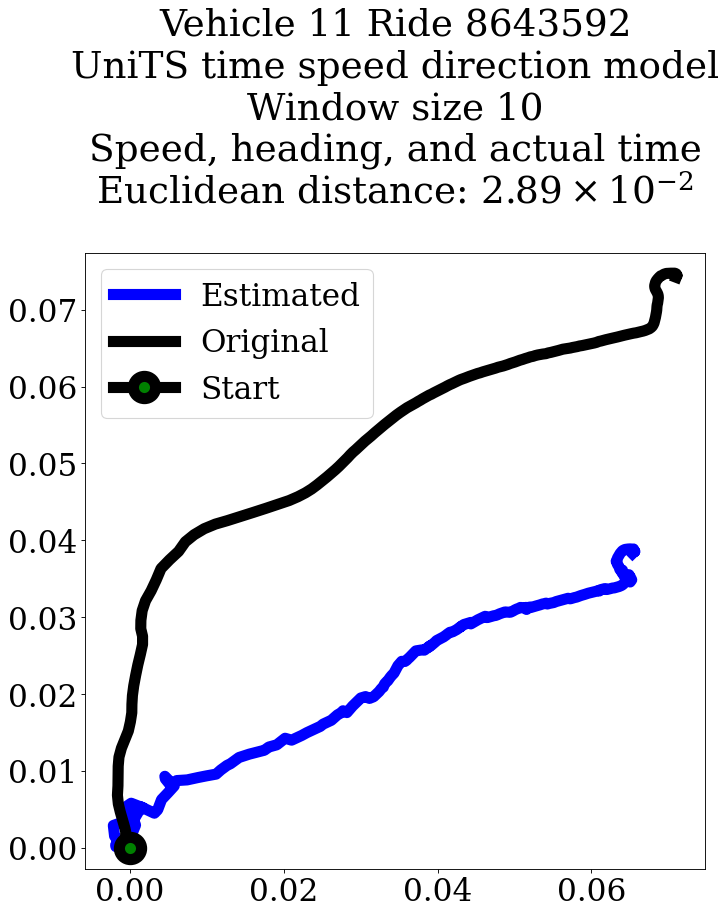 Vehicle 11 Ride 8643592
UniTS time speed direction model
Window size 10
Speed, heading, and actual time
Euclidean distance: 2.89 × 10⁻²
Estimated
Original
Start
0.07
0.06
0.05
0.04
0.03
0.02
0.01
0.00
0.00 0.02 0.04 0.06